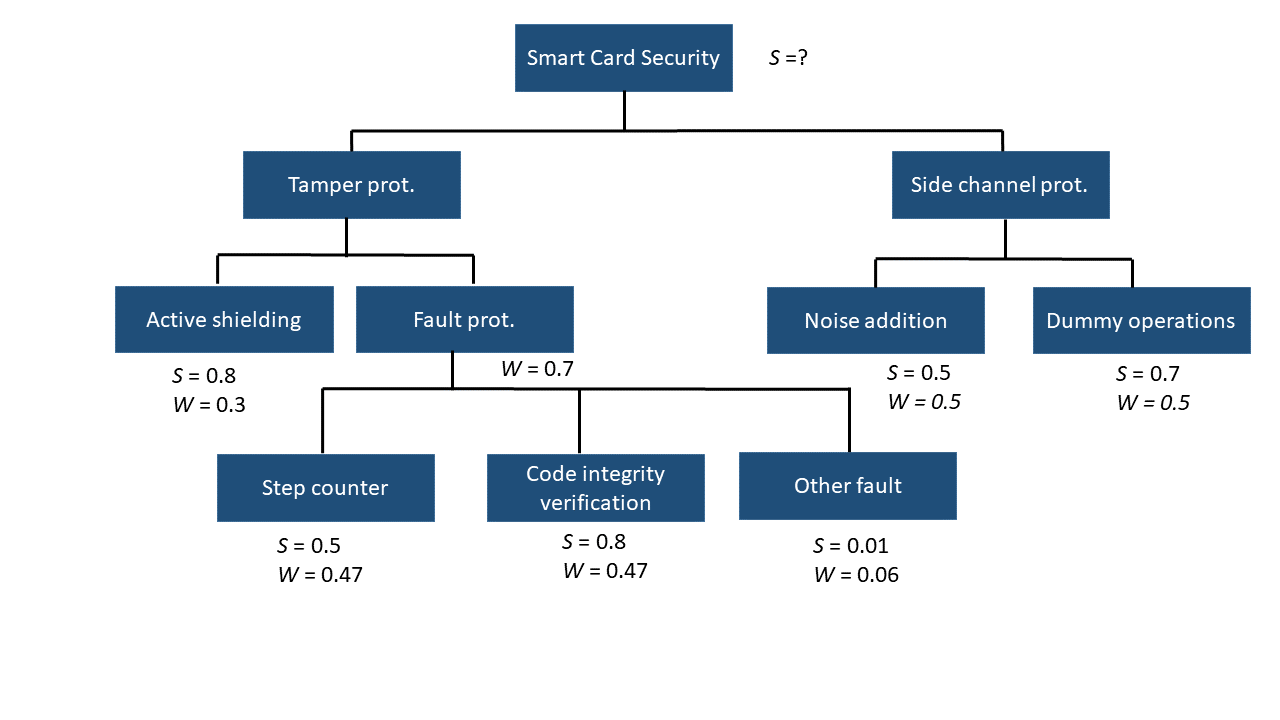 Smart Card Security
S =?
Tamper prot.
Side channel prot.
Active shielding
Fault prot.
Noise addition
Dummy operations
S = 0.8
W = 0.3
W = 0.7
S = 0.5
W = 0.5
S = 0.7
W = 0.5
Step counter
Code integrity
verification
Other fault
S = 0.5
W = 0.47
S = 0.8
W = 0.47
S = 0.01
W = 0.06